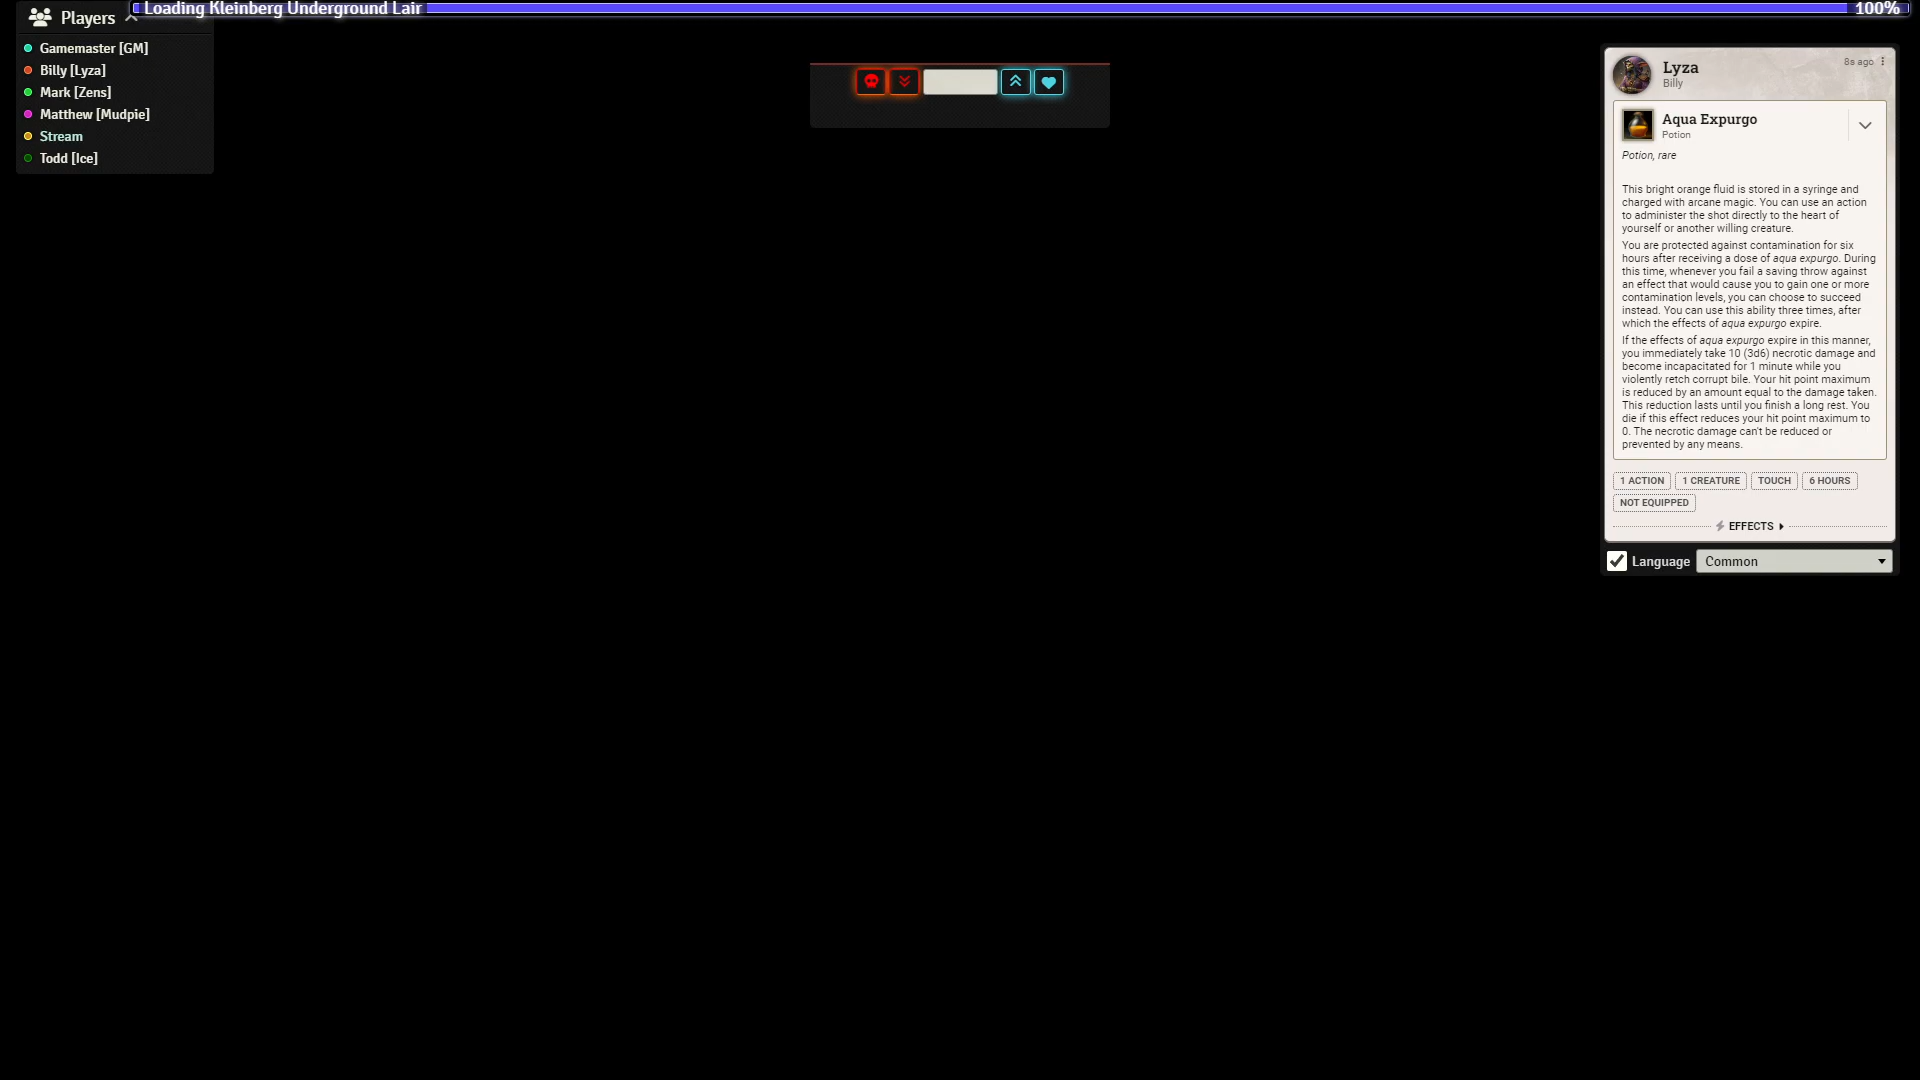 Loading Kleinberg Underground Lair
100%
Players
Gamemaster [GM]
Billy [Lyza]
Mark [Zens]
Matthew [Mudpie]
Stream
Todd [Ice]
Lyza
Billy
8s ago
Aqua Expurgo
Potion
Potion, rare
This bright orange fluid is stored in a syringe and
charged with arcane magic. You can use an action
to administer the shot directly to the heart of
yourself or another willing creature.
You are protected against contamination for six
hours after receiving a dose of aqua expurgo. During
this time, whenever you fail a saving throw against
an effect that would cause you to gain one or more
contamination levels, you can choose to succeed
instead. You can use this ability three times, after
which the effects of aqua expurgo expire.
If the effects of aqua expurgo expire in this manner,
you immediately take 10 (3d6) necrotic damage and
become incapacitated for 1 minute while you
violently retch corrupt bile. Your hit point maximum
is reduced by an amount equal to the damage taken.
This reduction lasts until you finish a long rest. You
die if this effect reduces your hit point maximum to
0. The necrotic damage can't be reduced or
prevented by any means.
1 ACTION
1 CREATURE
TOUCH
6 HOURS
NOT EQUIPPED
EFFECTS
Language
Common